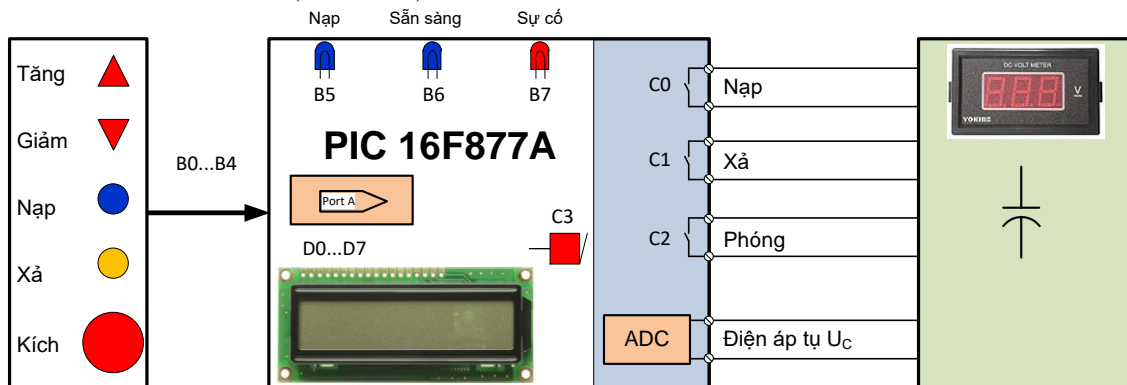 Nạp
Sẵn sàng
Sự cố
Tăng
Giảm
Nạp
Xả
Kích
B0...B4
B5
B6
B7
PIC 16F877A
Port A
D0...D7
C3
C0
Nạp
C1
Xả
C2
Phóng
ADC
Điện áp tụ U_C
DC VOLT METER
V